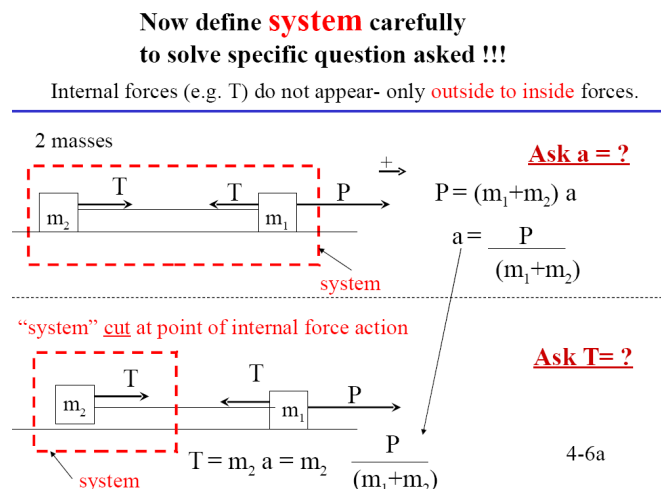 Now define system carefully
to solve specific question asked !!!
Internal forces (e.g. T) do not appear- only outside to inside forces.
2 masses
Ask a = ?
+
T
T
P
P = (m₁+m₂) a
m₂
m₁
a = P
(m₁+m₂)
system
“system” cut at point of internal force action
Ask T= ?
T
T
P
m₂
m₁
T = m₂ a = m₂ P
(m₁+m₂)
4-6a
system